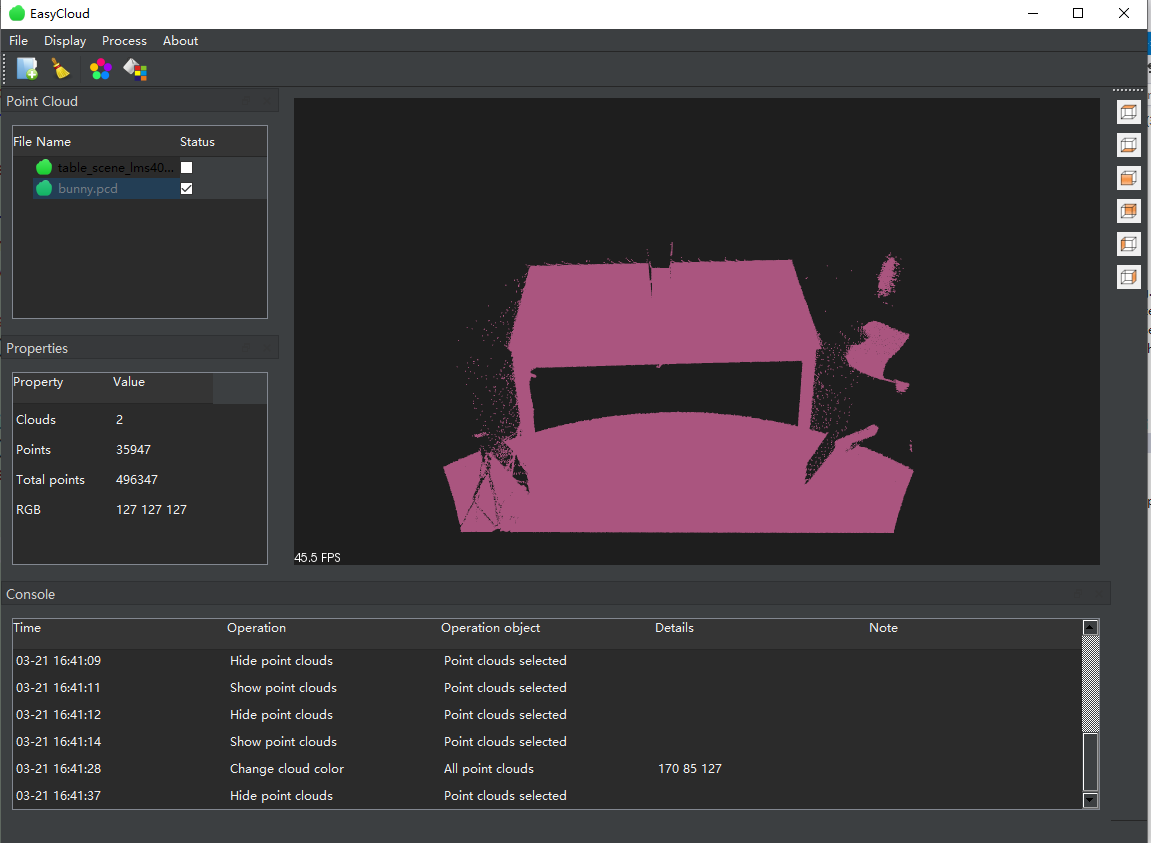 EasyCloud
File Display Process About
Point Cloud
File Name Status
table_scene_lms40...
bunny.pcd
Properties
Property Value
Clouds 2
Points 35947
Total points 496347
RGB 127 127 127
45.5 FPS
Console
Time Operation Operation object Details Note
03-21 16:41:09 Hide point clouds Point clouds selected
03-21 16:41:11 Show point clouds Point clouds selected
03-21 16:41:12 Hide point clouds Point clouds selected
03-21 16:41:14 Show point clouds Point clouds selected
03-21 16:41:28 Change cloud color All point clouds 170 85 127
03-21 16:41:37 Hide point clouds Point clouds selected